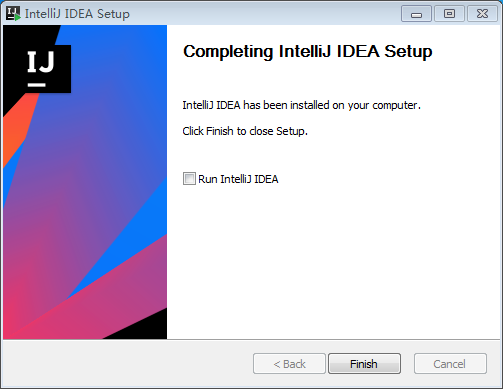 IntelliJ IDEA Setup
IJ
Completing IntelliJ IDEA Setup
IntelliJ IDEA has been installed on your computer.
Click Finish to close Setup.
Run IntelliJ IDEA
< Back Finish Cancel